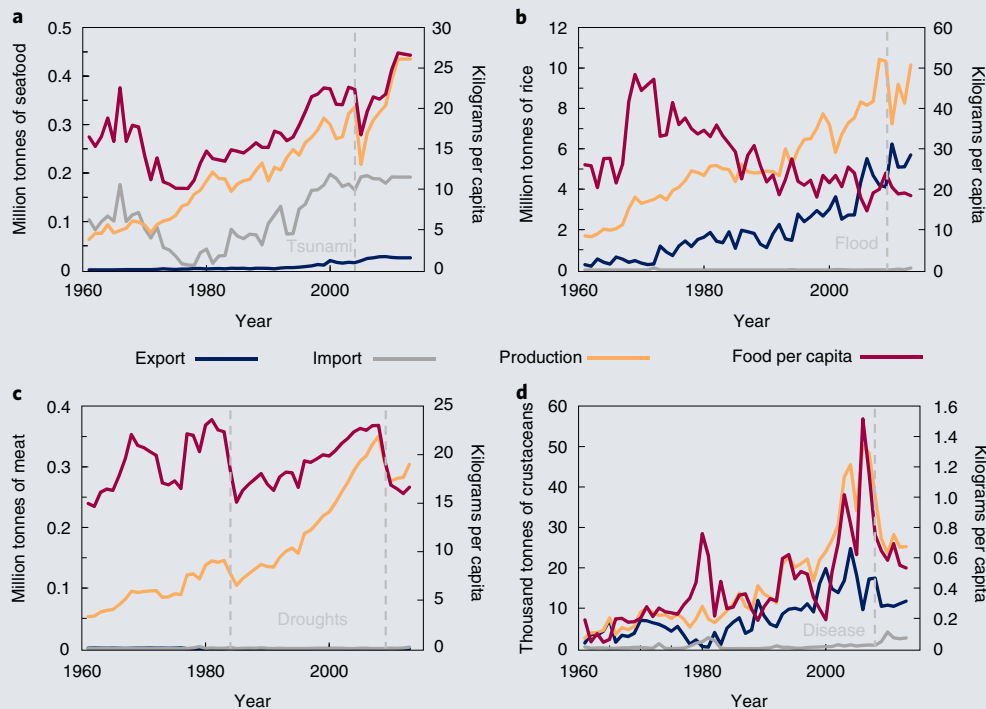 a
Million tonnes of seafood
0.5
0.4
0.3
0.2
0.1
0
30
25
20
15
10
5
0
Kilograms per
capita
Tsunami
1960
1980
2000
Year
b
Million tonnes of rice
12
10
8
6
4
2
0
60
50
40
30
20
10
0
Kilograms per capita
Flood
1960
1980
2000
Year
Export
Import
Production
Food per capita
c
Million tonnes of meat
0.4
0.3
0.2
0.1
0
25
20
15
10
5
0
Kilograms per
capita
Droughts
1960
1980
2000
Year
d
Thousand tonnes of crustaceans
60
50
40
30
20
10
0
1.6
1.4
1.2
1.0
0.8
0.6
0.4
0.2
0
Kilograms per
capita
Disease
1960
1980
2000
Year